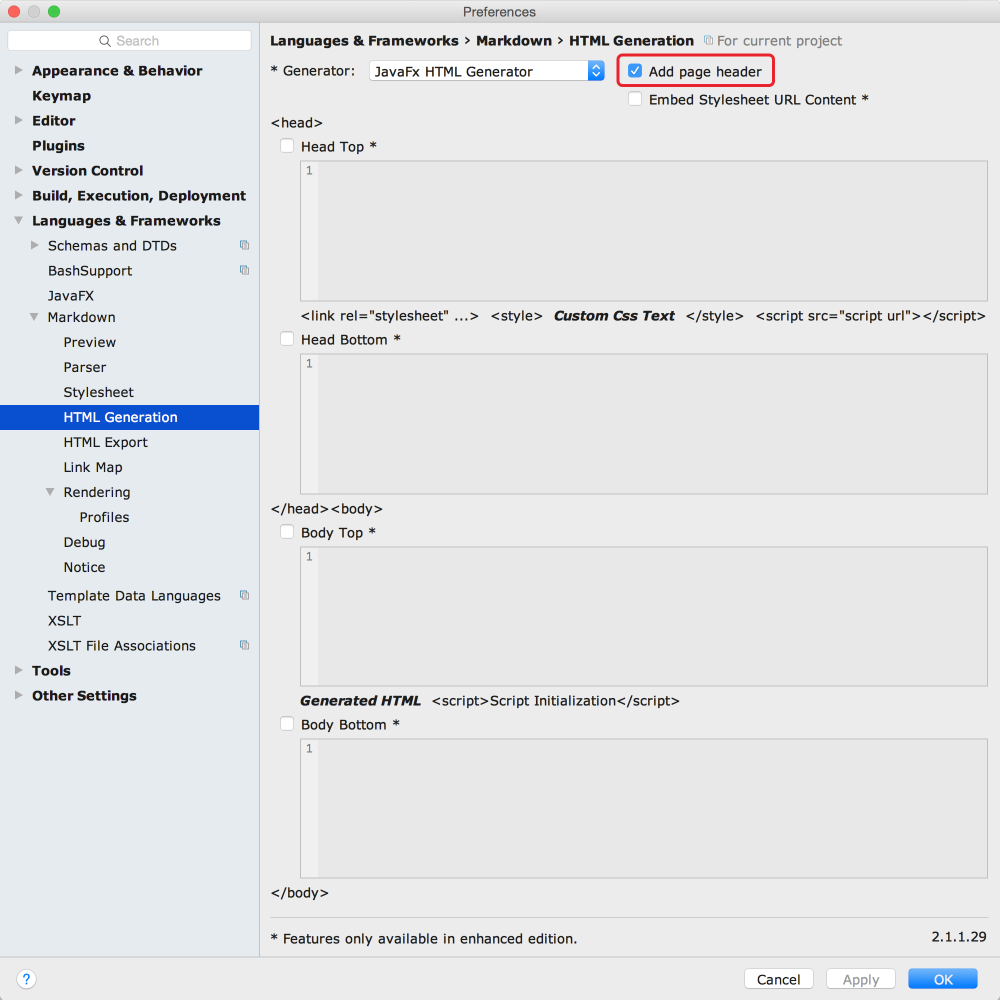 Preferences
Search
Appearance & Behavior
Keymap
Editor
Plugins
Version Control
Build, Execution, Deployment
Languages & Frameworks
Schemas and DTDs
BashSupport
JavaFX
Markdown
Preview
Parser
Stylesheet
HTML Generation
HTML Export
Link Map
Rendering
Profiles
Debug
Notice
Template Data Languages
XSLT
XSLT File Associations
Tools
Other Settings
Languages & Frameworks › Markdown › HTML Generation For current project
* Generator: JavaFx HTML Generator Add page header
Embed Stylesheet URL Content *
<head>
Head Top *
1
<link rel="stylesheet" ...> <style> Custom Css Text </style> <script src="script url"></script>
Head Bottom *
1
</head><body>
Body Top *
1
Generated HTML <script>Script Initialization</script>
Body Bottom *
1
</body>
* Features only available in enhanced edition. 2.1.1.29
? Cancel Apply OK